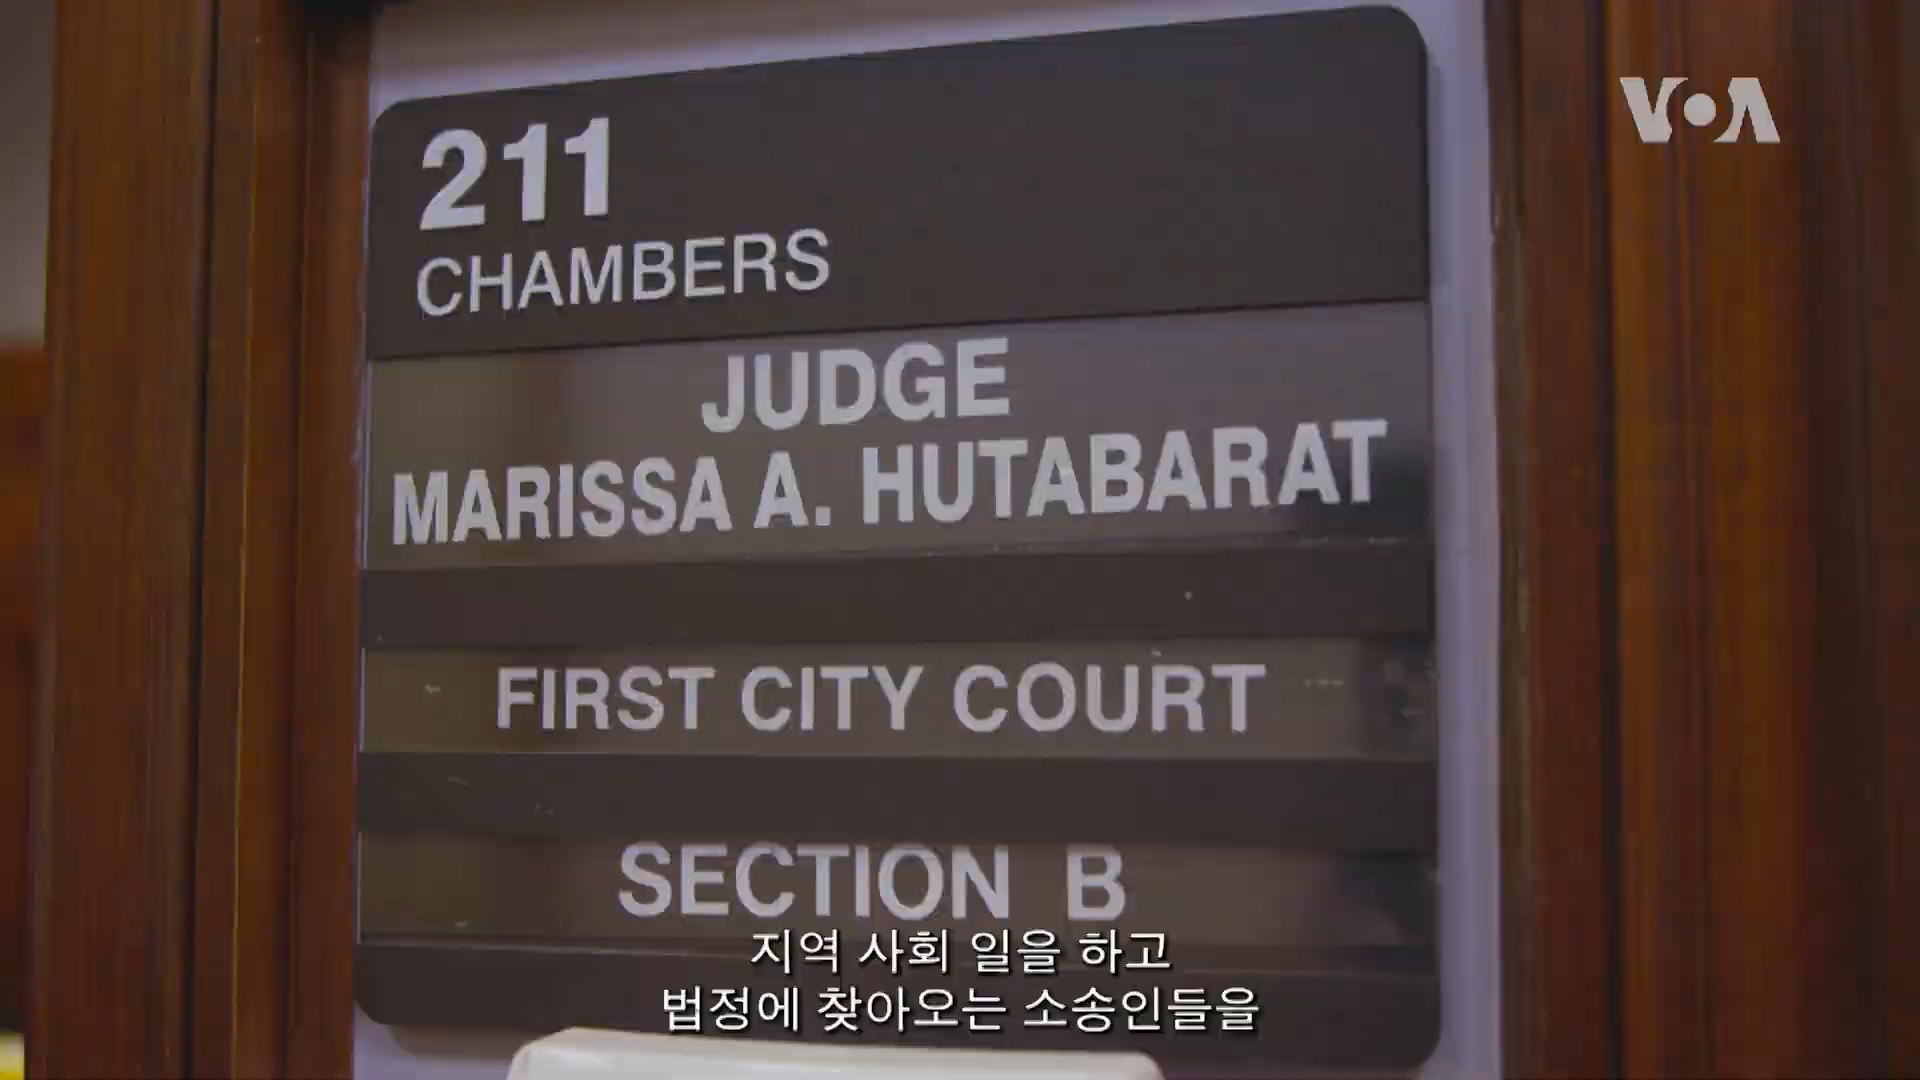 VOA
211
CHAMBERS
JUDGE
MARISSA A. HUTABARAT
FIRST CITY COURT
SECTION B
지역 사회 일을 하고
법정에 찾아오는 소송인들을